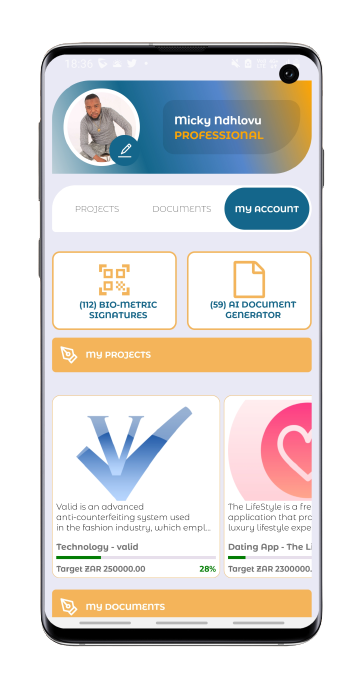 18:36
Micky Ndhlovu
PROFESSIONAL
PROJECTS
DOCUMENTS
MY ACCOUNT
(112) BIO-METRIC
SIGNATURES
(59) AI DOCUMENT
GENERATOR
MY PROJECTS
Valid is an advanced
anti-counterfeiting system used
in the fashion industry, which empl...
Technology - valid
Target ZAR 250000.00
28%
The LifeStyle is a fre
application that pro
luxury lifestyle expe
Dating App - The Li
Target ZAR 2300000.
MY DOCUMENTS